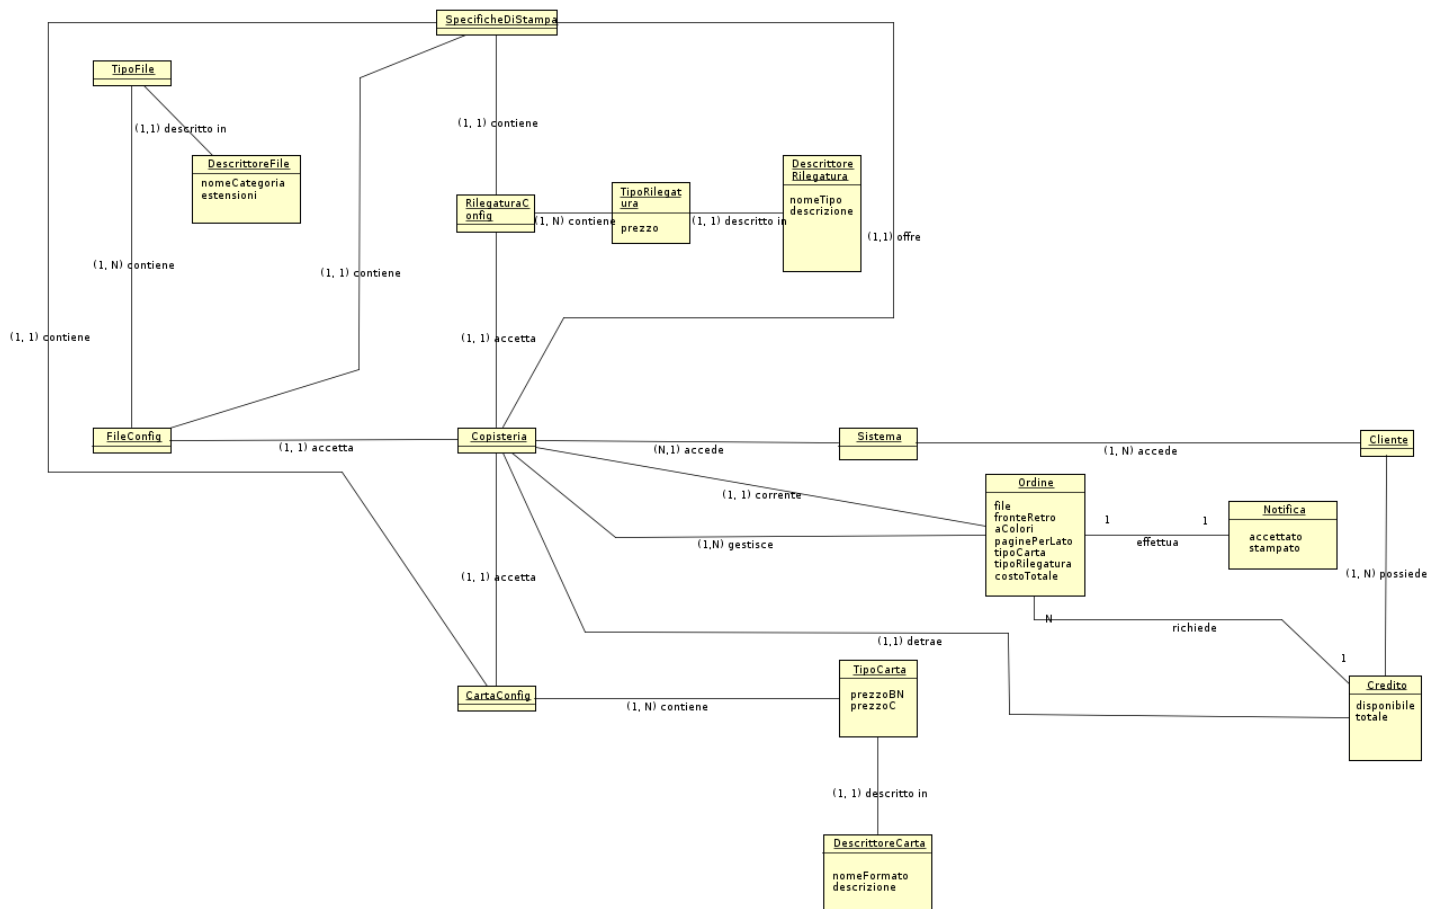 SpecificheDiStampa
TipoFile
(1, 1) contiene
(1,1) descritto in
DescrittoreFile
nomeCategoria
estensioni
Descrittore
Rilegatura
nomeTipo
descrizione
TipoRilegat
ura
prezzo
RilegaturaC
onfig
(1, N) contiene
(1, 1) descritto in
(1,1) offre
(1, N) contiene
(1, 1) contiene
(1, 1) contiene
(1, 1) accetta
FileConfig
(1, 1) accetta
Copisteria
(N,1) accede
Sistema
(1, N) accede
Cliente
(1, 1) corrente
(1,N) gestisce
Ordine
file
fronteRetro
aColori
paginePerLato
tipoCarta
tipoRilegatura
costoTotale
1
1
effettua
Notifica
accettato
stampato
(1, 1) accetta
(1, N) possiede
N
richiede
1
(1,1) detrae
CartaConfig
(1, N) contiene
TipoCarta
prezzoBN
prezzoC
Credito
disponibile
totale
(1, 1) descritto in
DescrittoreCarta
nomeFormato
descrizione